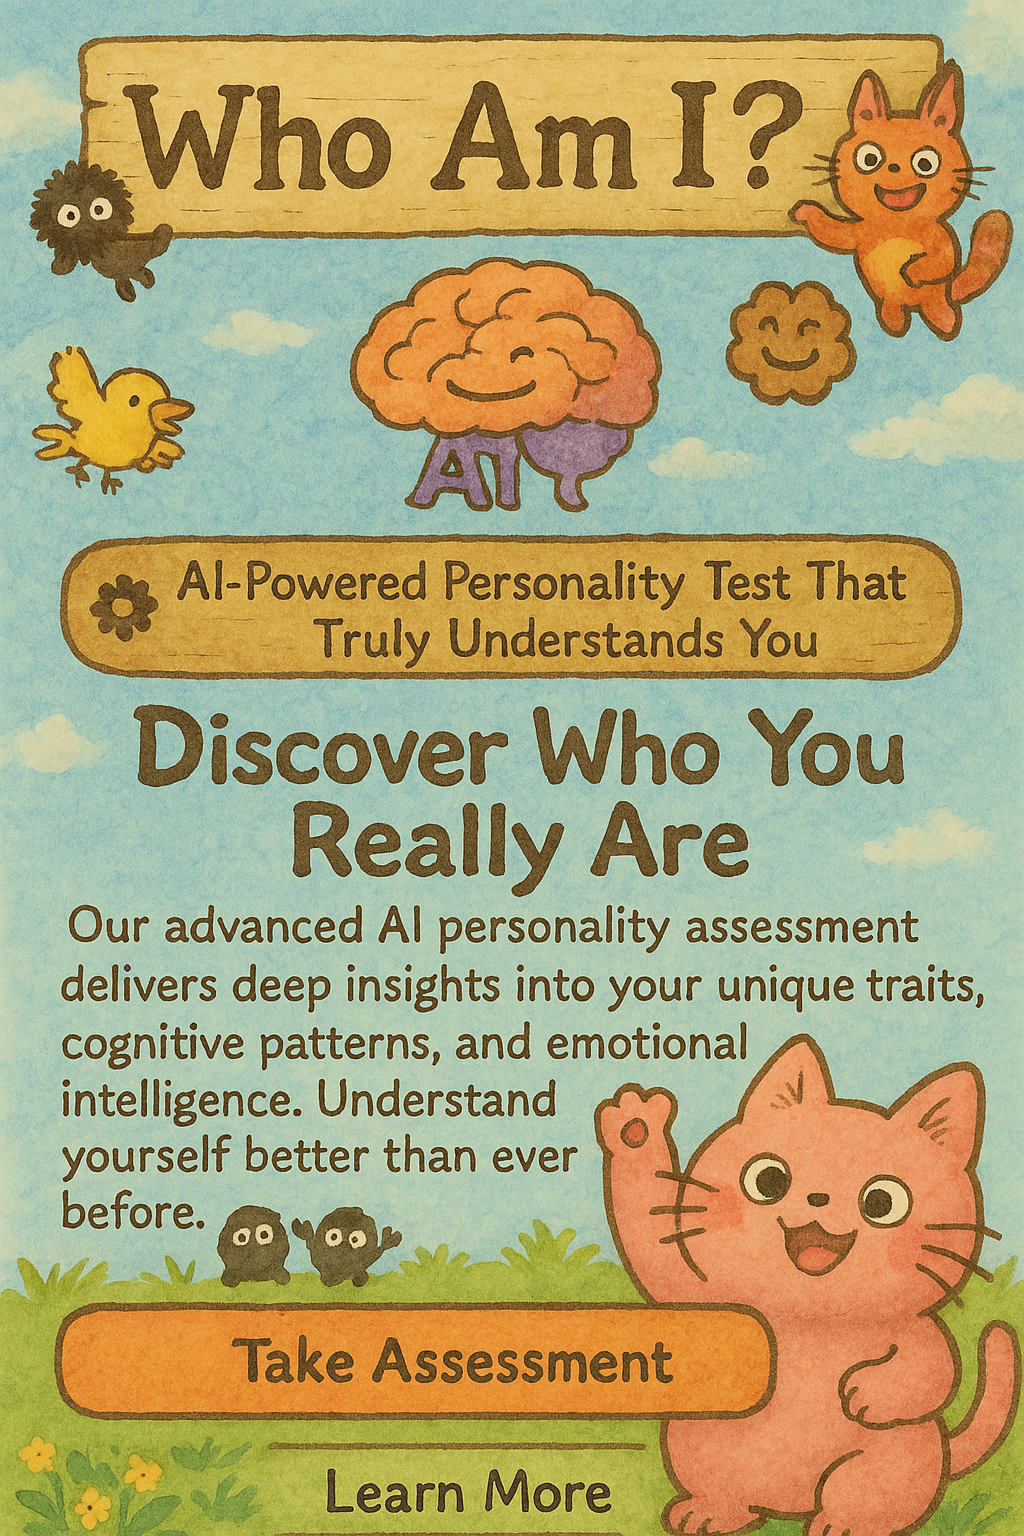 Who Am I?
AI
AI-Powered Personality Test That
Truly Understands You
Discover Who You
Really Are
Our advanced AI personality assessment
delivers deep insights into your unique traits,
cognitive patterns, and emotional
intelligence. Understand
yourself better than ever
before.
Take Assessment
Learn More